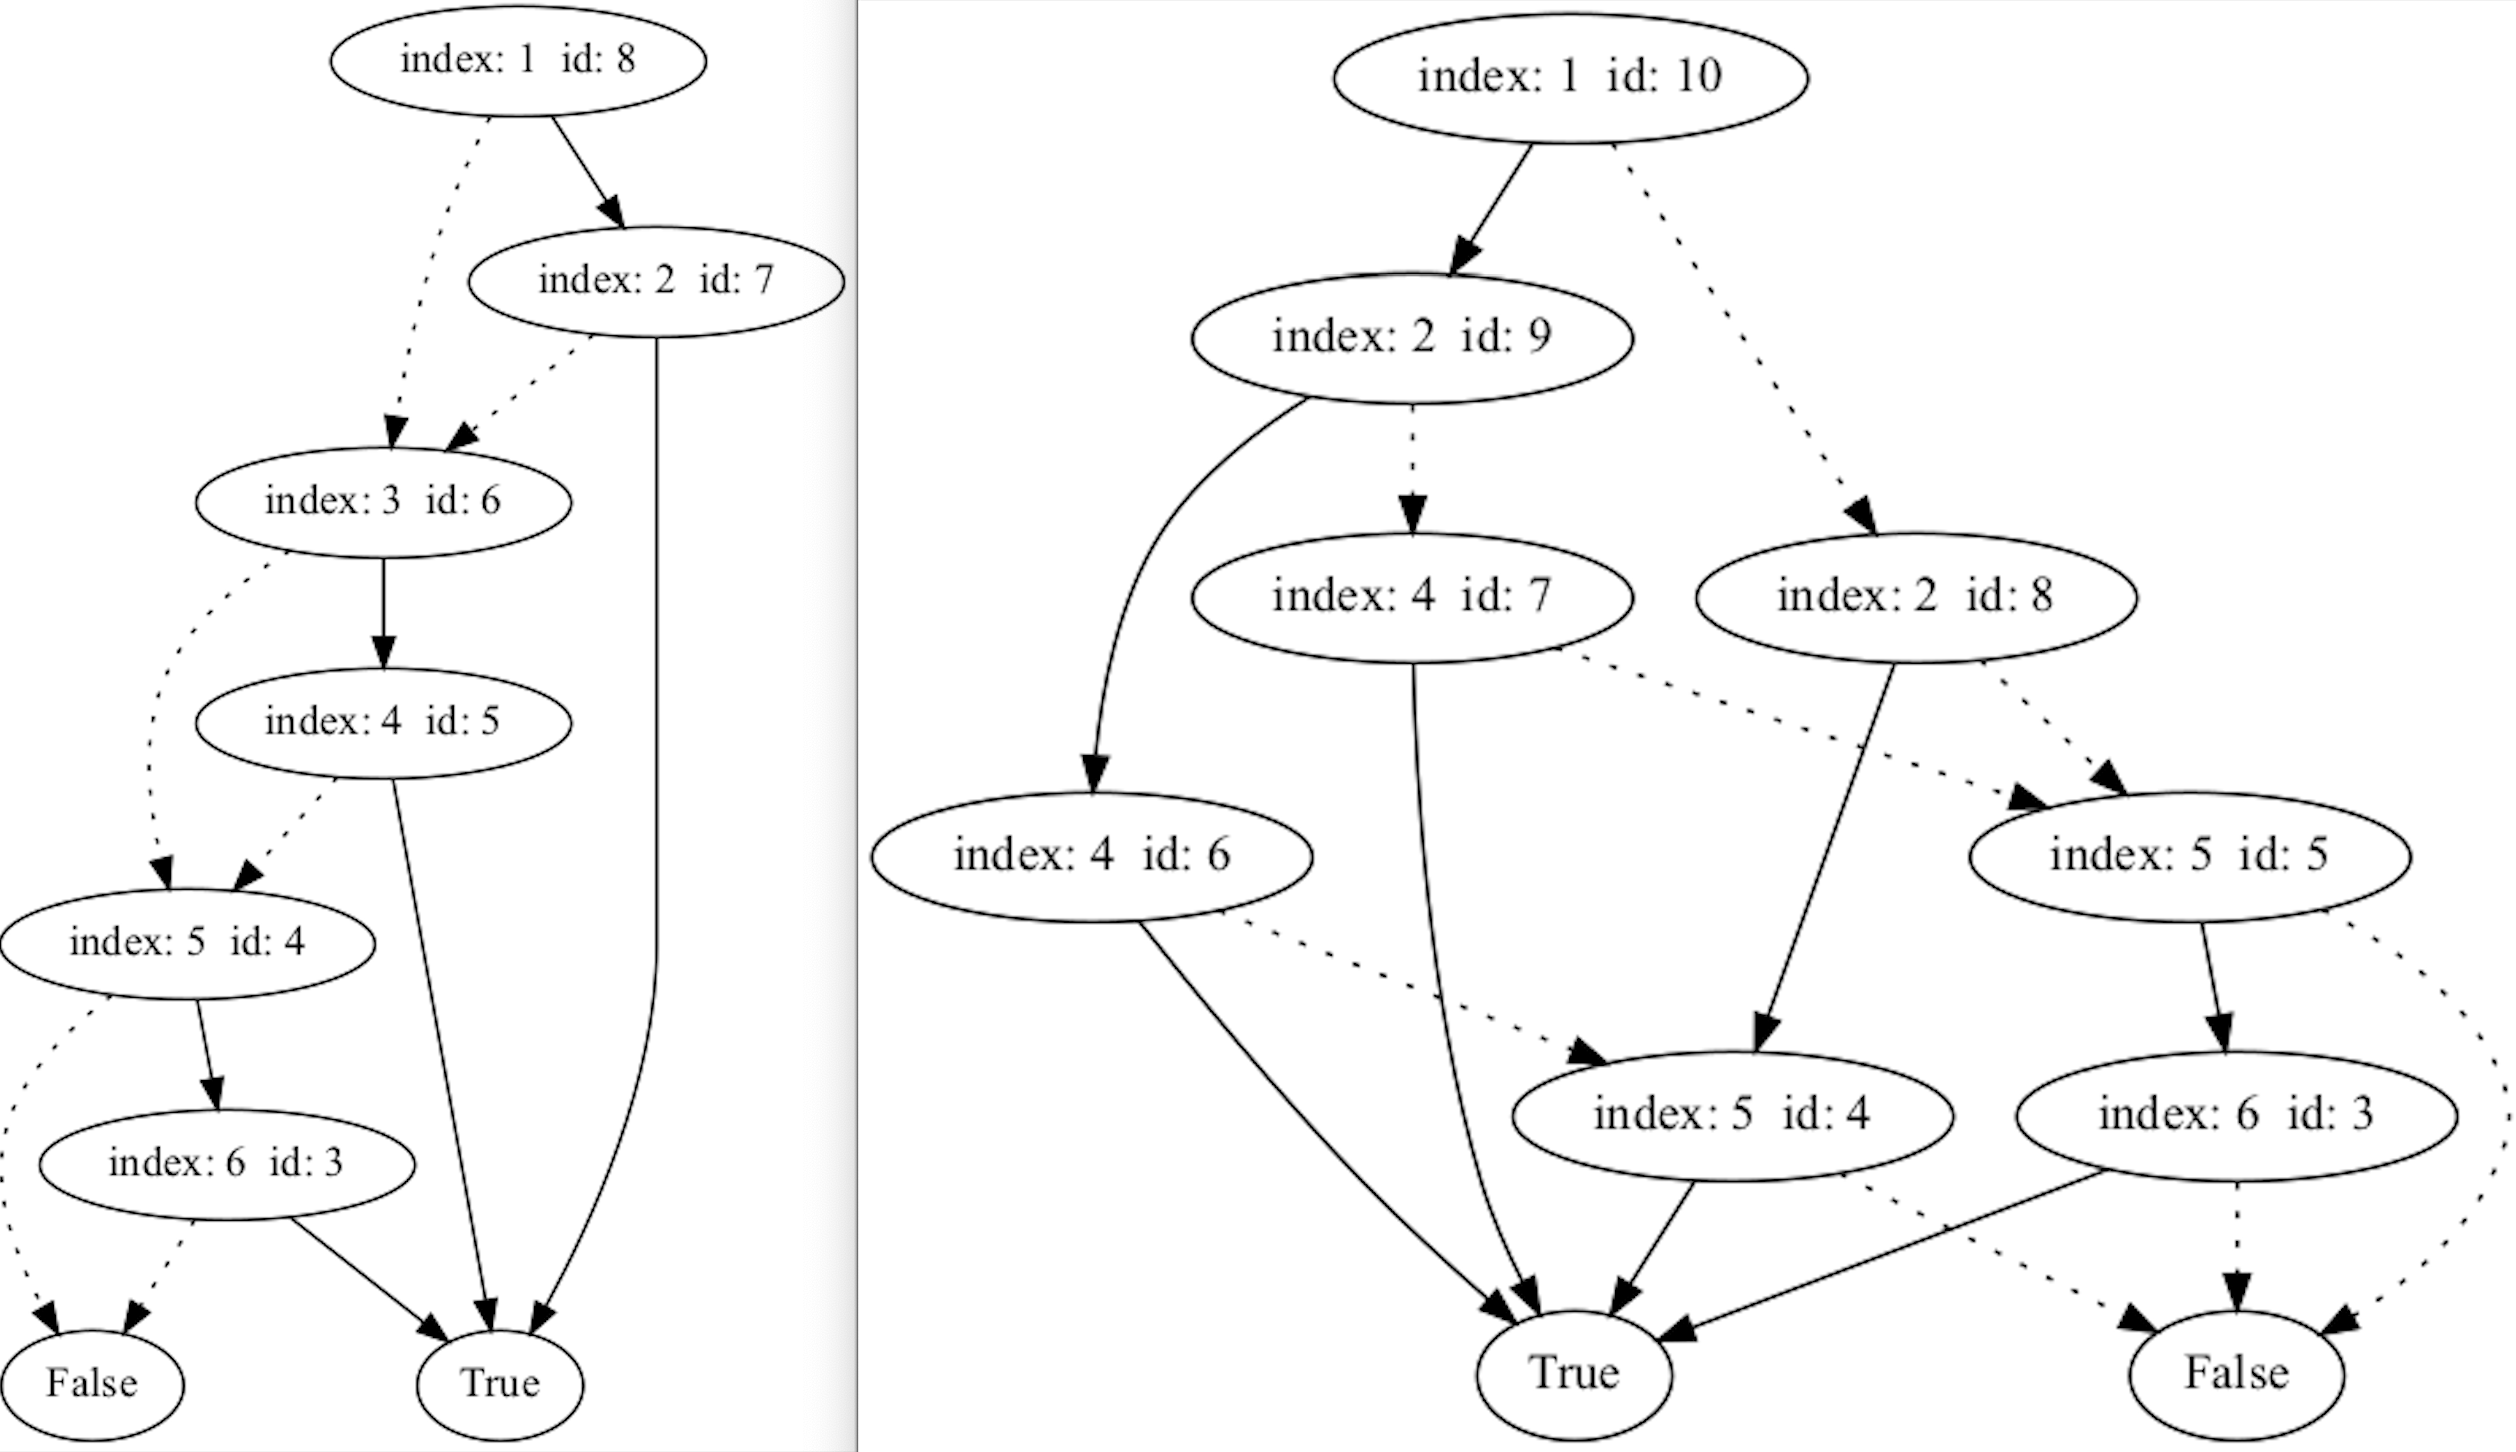 index: 1 id: 8
index: 2 id: 7
index: 3 id: 6
index: 4 id: 5
index: 5 id: 4
index: 6 id: 3
False
True
index: 1 id: 10
index: 2 id: 9
index: 4 id: 7
index: 2 id: 8
index: 4 id: 6
index: 5 id: 5
index: 5 id: 4
index: 6 id: 3
True
False